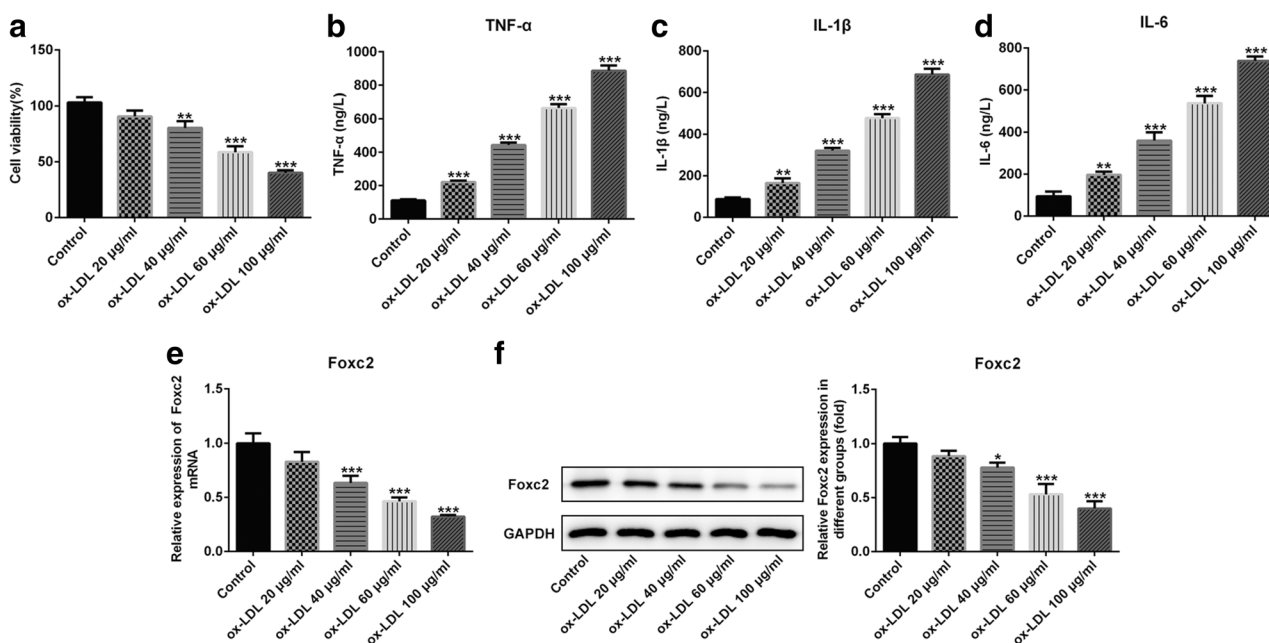 a
Cell viability(%)
150
100
50
0
**
***
***
Control
ox-LDL 20 μg/ml
ox-LDL 40 μg/ml
ox-LDL 60 μg/ml
ox-LDL 100 μg/ml
b
TNF-α
TNF-α (ng/L)
1000
800
600
400
200
0
***
***
***
***
Control
ox-LDL 20 μg/ml
ox-LDL 40 μg/ml
ox-LDL 60 μg/ml
ox-LDL 100 μg/ml
c
IL-1β
IL-1β (ng/L)
800
600
400
200
0
**
***
***
***
Control
ox-LDL 20 μg/ml
ox-LDL 40 μg/ml
ox-LDL 60 μg/ml
ox-LDL 100 μg/ml
d
IL-6
IL-6 (ng/L)
800
600
400
200
0
**
***
***
***
Control
ox-LDL 20 μg/ml
ox-LDL 40 μg/ml
ox-LDL 60 μg/ml
ox-LDL 100 μg/ml
e
Foxc2
Relative expression of Foxc2
mRNA
1.5
1.0
0.5
0.0
***
***
***
Control
ox-LDL 20 μg/ml
ox-LDL 40 μg/ml
ox-LDL 60 μg/ml
ox-LDL 100 μg/ml
f
Foxc2
GAPDH
Control
ox-LDL 20 μg/ml
ox-LDL 40 μg/ml
ox-LDL 60 μg/ml
ox-LDL 100 μg/ml
Foxc2
Relative Foxc2 expression in
different groups (fold)
1.5
1.0
0.5
0.0
*
***
***
Control
ox-LDL 20 μg/ml
ox-LDL 40 μg/ml
ox-LDL 60 μg/ml
ox-LDL 100 μg/ml